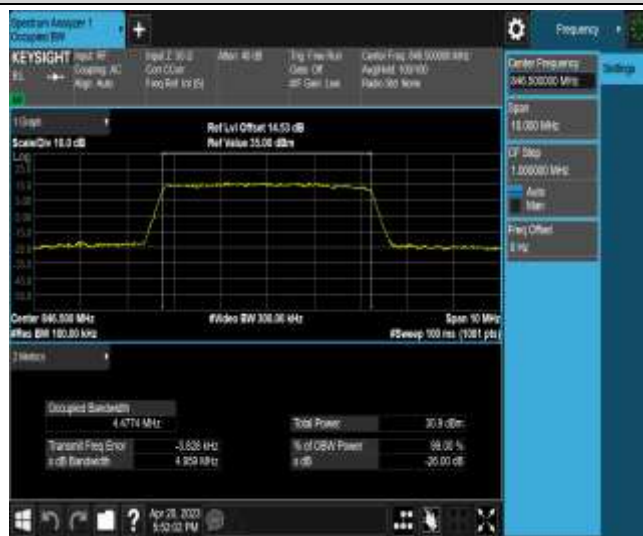 Spectrum Analyzer 1
Occupied BW
+
Frequency
KEYSIGHT
Input: RF
Coupling: AC
Align: Auto
Input Z: 50 Ω
Corr CCorr
Freq Ref: Int (S)
Atten: 40 dB
Trig: Free Run
Gate: Off
#IF Gain: Low
Center Freq: 846.500000 MHz
Avg|Hold: 100/100
Radio Std: None
Center Frequency
846.500000 MHz
Settings
Span
10.000 MHz
CF Step
1.000000 MHz
Auto
Man
Freq Offset
0 Hz
1 Graph
Scale/Div 10.0 dB
Ref Lvl Offset 14.53 dB
Ref Value 35.00 dBm
Log
Center 846.500 MHz
#Res BW 100.00 kHz
#Video BW 300.00 kHz
Span 10 MHz
#Sweep 100 ms (1001 pts)
2 Metrics
Occupied Bandwidth
4.4774 MHz
Total Power
30.9 dBm
Transmit Freq Error
-3.828 kHz
% of OBW Power
99.00 %
x dB Bandwidth
4.959 MHz
x dB
-26.00 dB
?
Apr 20, 2023
5:52:02 PM